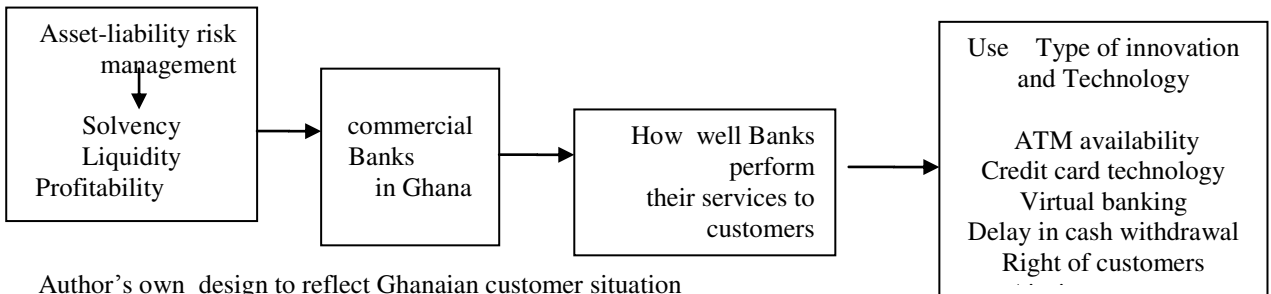 Asset-liability risk
management
Solvency
Liquidity
Profitability
commercial
Banks
in Ghana
How well Banks
perform
their services to
customers
Use Type of innovation
and Technology
ATM availability
Credit card technology
Virtual banking
Delay in cash withdrawal
Right of customers
Author's own design to reflect Ghanaian customer situation